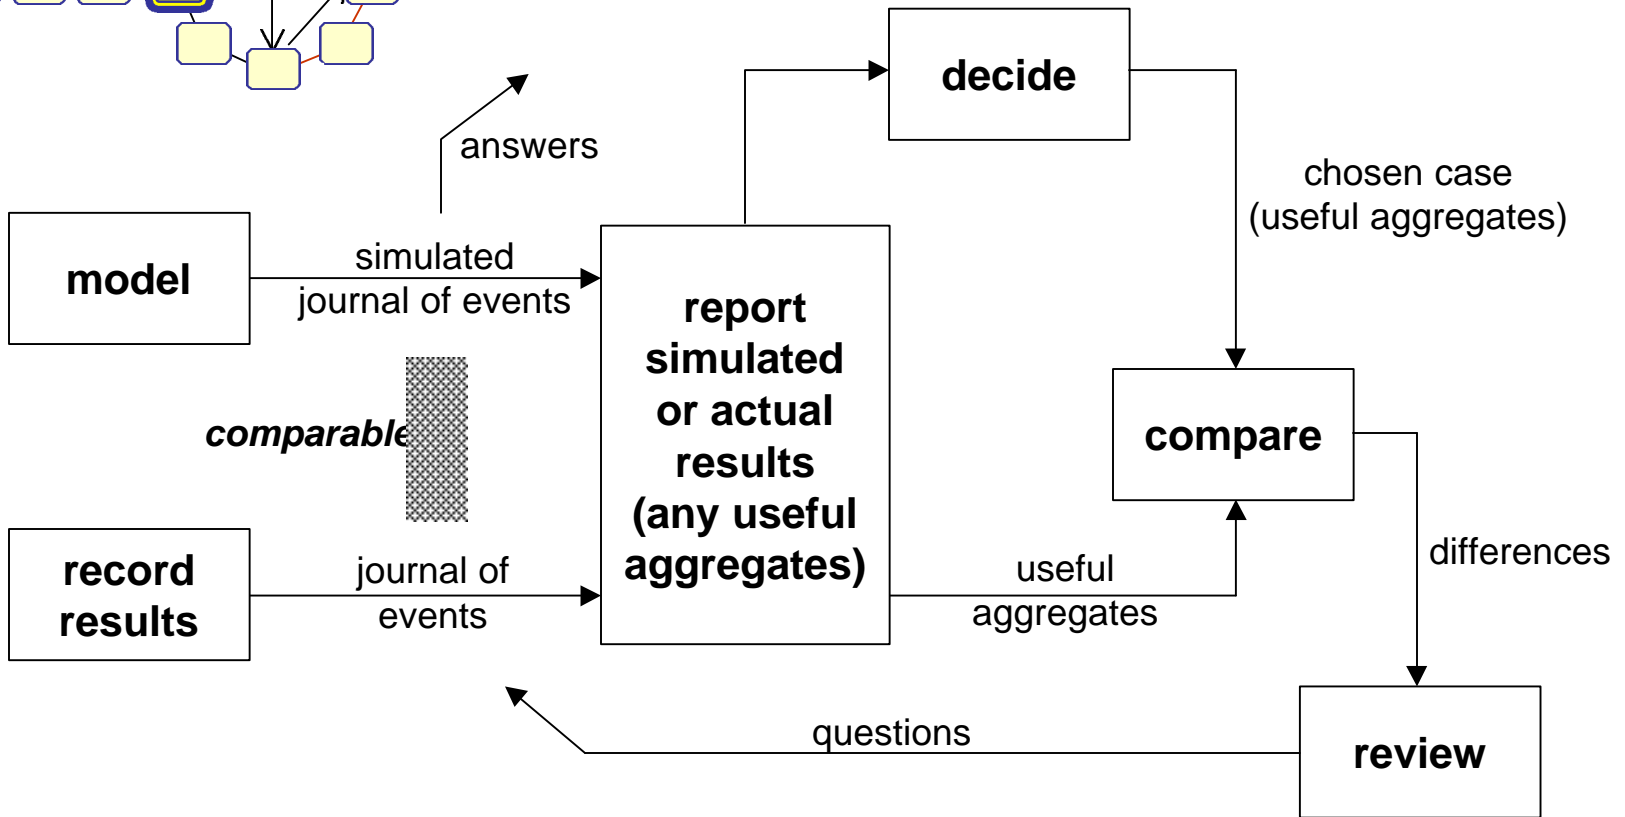 decide
answers
chosen case
(useful aggregates)
model
simulated
journal of events
report
simulated
or actual
results
(any useful
aggregates)
comparable
compare
record
results
journal of
events
useful
aggregates
differences
questions
review